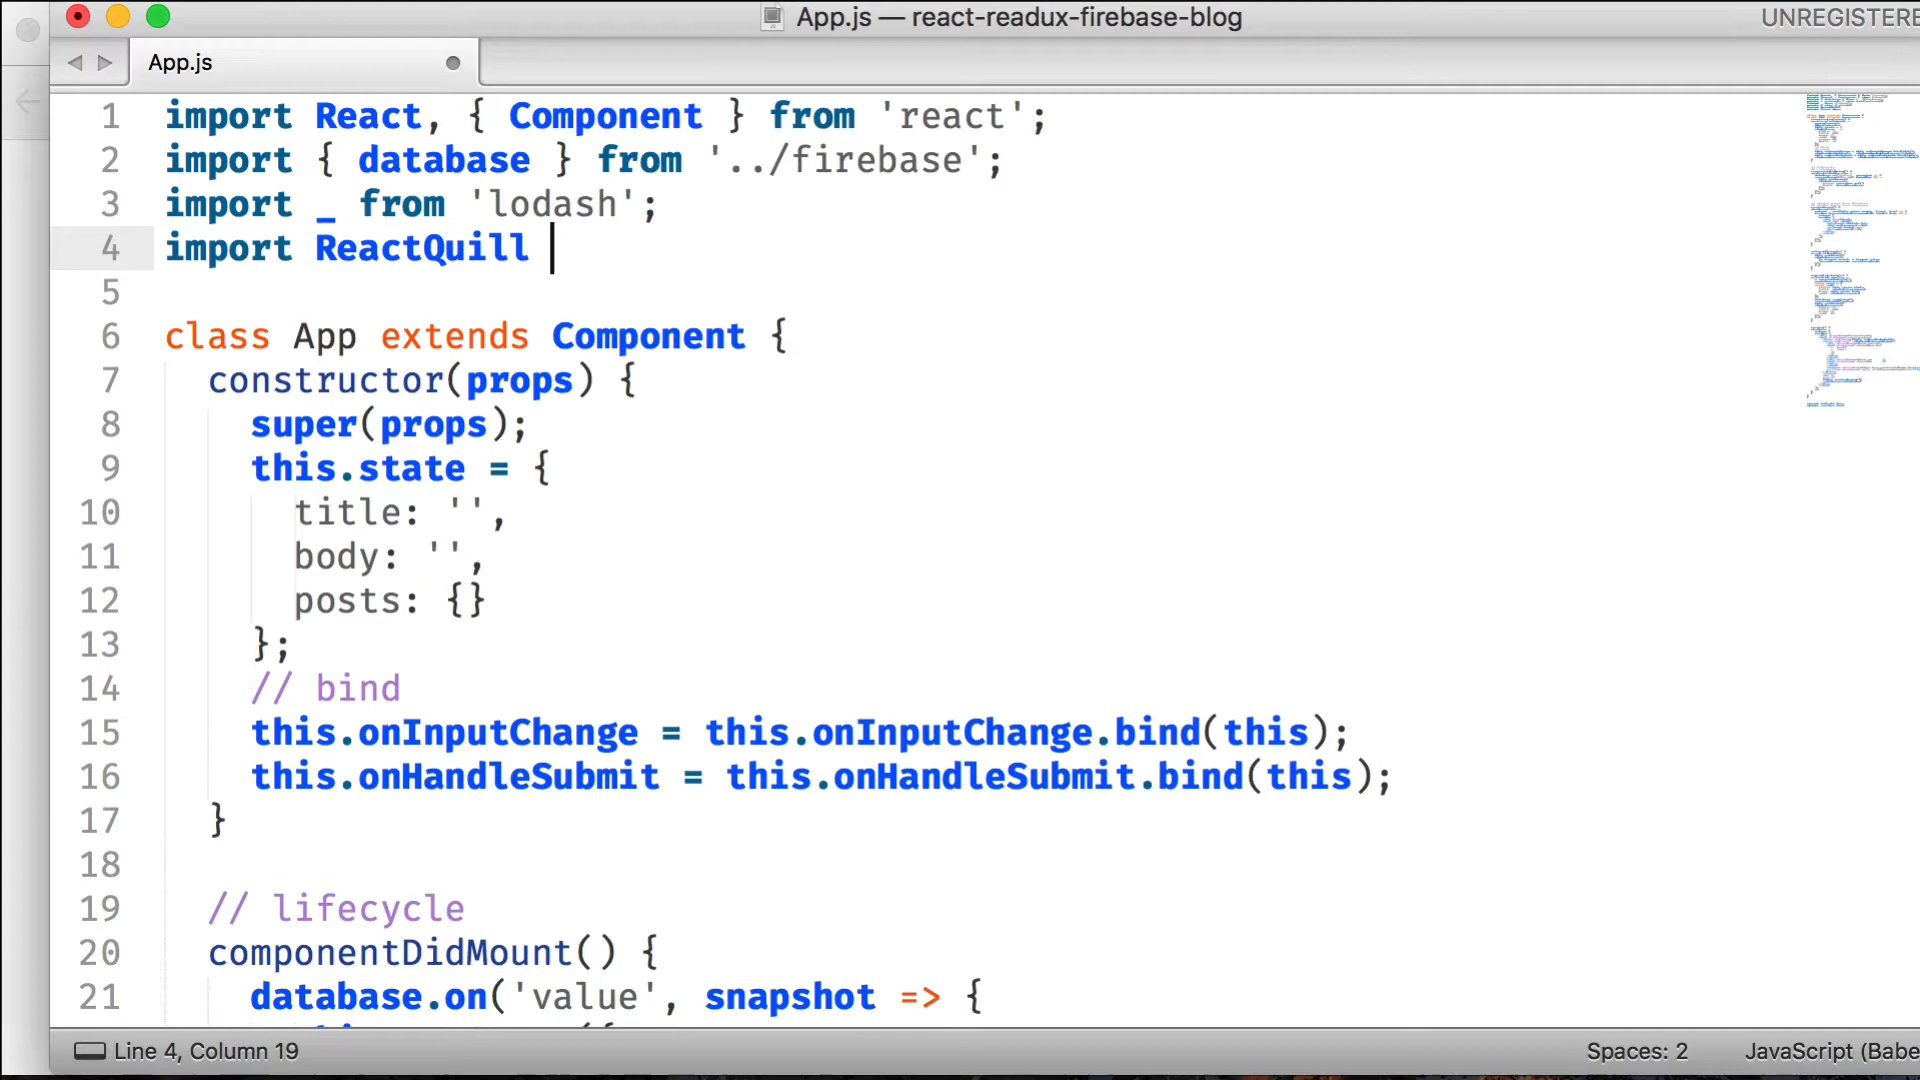 App.js — react-readux-firebase-blog
UNREGISTERE
App.js
1 import React, { Component } from 'react';
2 import { database } from '../firebase';
3 import _ from 'lodash';
4 import ReactQuill
5
6 class App extends Component {
7 constructor(props) {
8 super(props);
9 this.state = {
10 title: '',
11 body: '',
12 posts: {}
13 };
14 // bind
15 this.onInputChange = this.onInputChange.bind(this);
16 this.onHandleSubmit = this.onHandleSubmit.bind(this);
17 }
18
19 // lifecycle
20 componentDidMount() {
21 database.on('value', snapshot => {
Line 4, Column 19
Spaces: 2
JavaScript (Babe